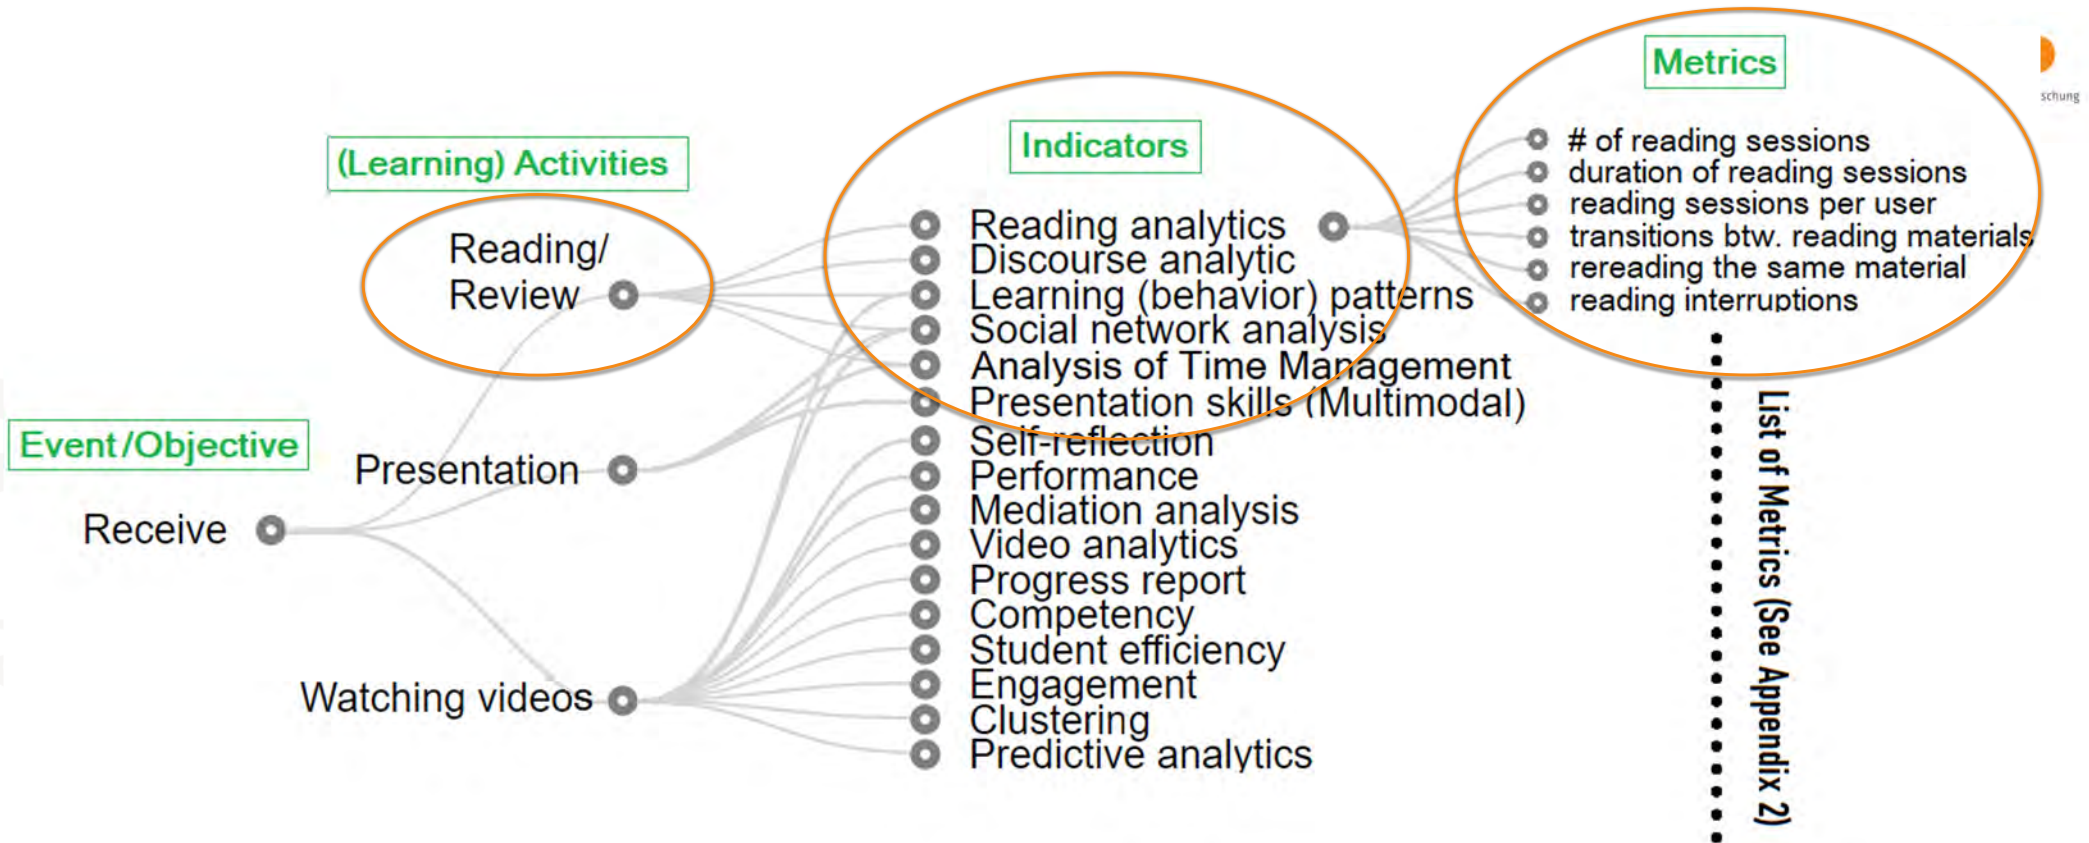 Metrics
schung
# of reading sessions
duration of reading sessions
reading sessions per user
transitions btw. reading materials
rereading the same material
reading interruptions
Indicators
(Learning) Activities
Reading/
Review
Reading analytics
Discourse analytic
Learning (behavior) patterns
Social network analysis
Analysis of Time Management
Presentation skills (Multimodal)
Self-reflection
Performance
Mediation analysis
Video analytics
Progress report
Competency
Student efficiency
Engagement
Clustering
Predictive analytics
Event/Objective
Presentation
Receive
Watching videos
List of Metrics (See Appendix 2)